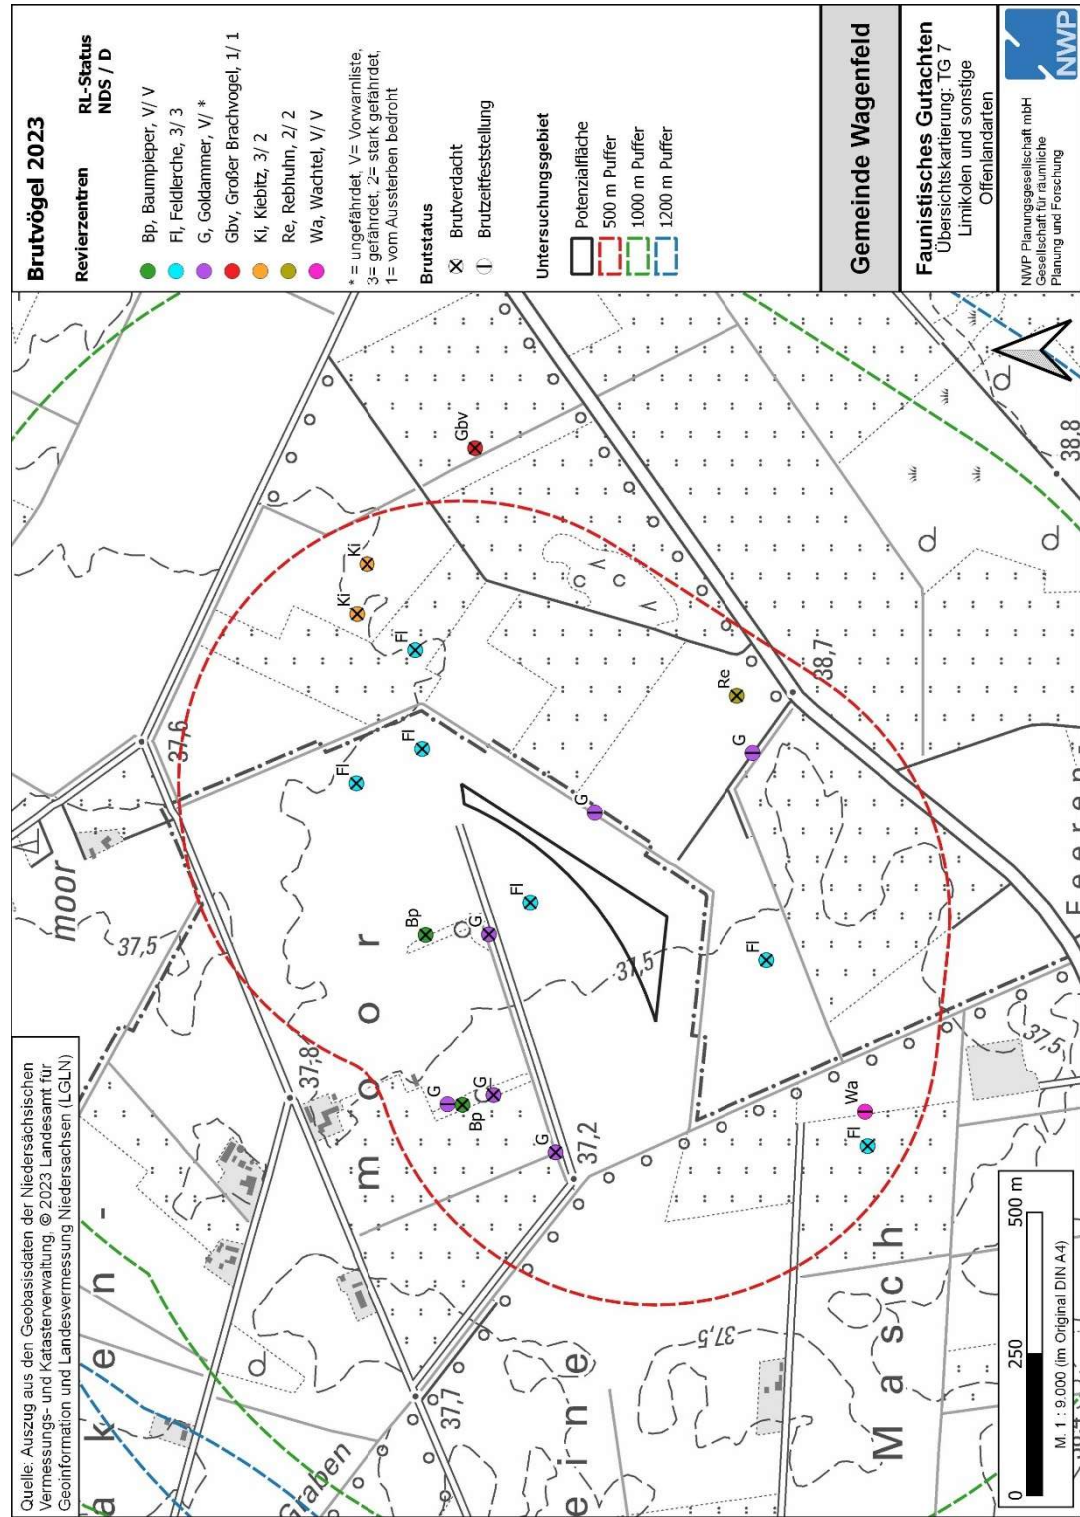 Quelle: Auszug aus den Geobasisdaten der Niedersächsischen
Vermessungs- und Katasterverwaltung, © 2023 Landesamt für
Geoinformation und Landesvermessung Niedersachsen (LGLN)
a k e n -
moor
37,5
37,6
37,8
m o o r
Graben
37,7
37,2
37,5
37,5
e i n e
M a s c h
37,5
38,7
38,8
F e e r e n -
Ki
Ki
Gbv
Fl
Fl
Fl
Bp
G
Fl
G
G
Bp
G
G
G
Re
Fl
Wa
Fl
0 250 500 m
M. 1 : 9.000 (im Original DIN A4)
Brutvögel 2023
Revierzentren
RL-Status
NDS / D
Bp, Baumpieper, V/ V
Fl, Feldlerche, 3/ 3
G, Goldammer, V/ *
Gbv, Großer Brachvogel, 1/ 1
Ki, Kiebitz, 3/ 2
Re, Rebhuhn, 2/ 2
Wa, Wachtel, V/ V
* = ungefährdet, V= Vorwarnliste,
3= gefährdet, 2= stark gefährdet,
1= vom Aussterben bedroht
Brutstatus
Brutverdacht
Brutzeitfeststellung
Untersuchungsgebiet
Potenzialfläche
500 m Puffer
1000 m Puffer
1200 m Puffer
Gemeinde Wagenfeld
Faunistisches Gutachten
Übersichtskartierung: TG 7
Limikolen und sonstige
Offenlandarten
NWP Planungsgesellschaft mbH
Gesellschaft für räumliche
Planung und Forschung
NWP